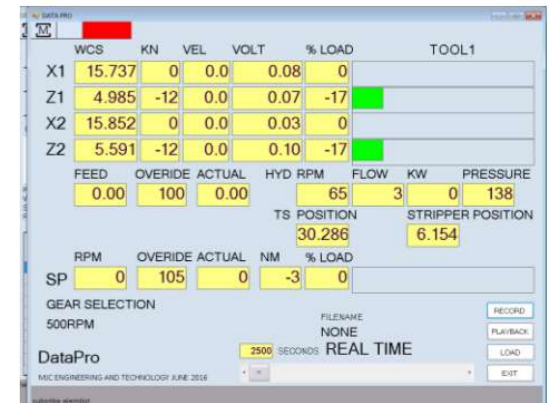 DATA PRO
M
WCS KN VEL VOLT % LOAD TOOL1
X1 15.737 0 0.0 0.08 0
Z1 4.985 -12 0.0 0.07 -17
X2 15.852 0 0.0 0.03 0
Z2 5.591 -12 0.0 0.10 -17
FEED OVERIDE ACTUAL HYD RPM FLOW KW PRESSURE
0.00 100 0.00 65 3 0 138
TS POSITION STRIPPER POSITION
30.286 6.154
RPM OVERIDE ACTUAL NM % LOAD
SP 0 105 0 -3 0
GEAR SELECTION
500RPM
FILENAME
NONE
2500 SECONDS REAL TIME
DataPro
MJC ENGINEERING AND TECHNOLOGY JUNE 2016
RECORD
PLAYBACK
LOAD
EXIT